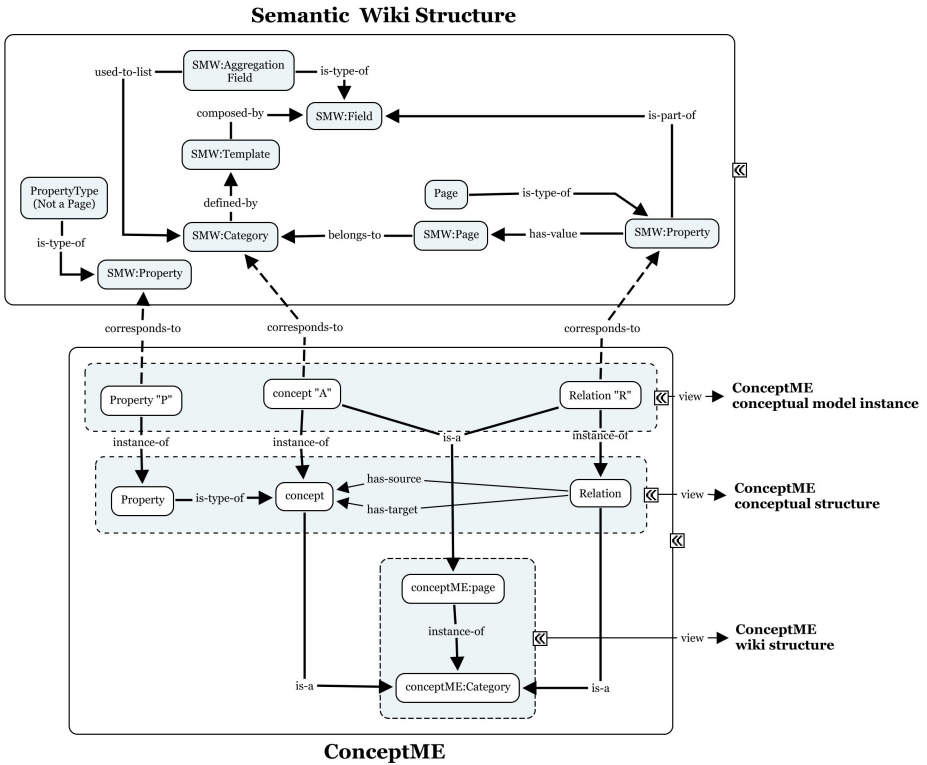 Semantic Wiki Structure
used-to-list
SMW:Aggregation
Field
is-type-of
composed-by
SMW:Field
is-part-of
SMW:Template
PropertyType
(Not a Page)
Page
is-type-of
defined-by
is-type-of
SMW:Category
belongs-to
SMW:Page
has-value
SMW:Property
SMW:Property
corresponds-to
corresponds-to
corresponds-to
Property "P"
concept "A"
Relation "R"
view
ConceptME
conceptual model instance
instance-of
instance-of
is-a
instance-of
Property
is-type-of
concept
has-source
has-target
Relation
view
ConceptME
conceptual structure
conceptME:page
instance-of
view
ConceptME
wiki structure
is-a
conceptME:Category
is-a
ConceptME